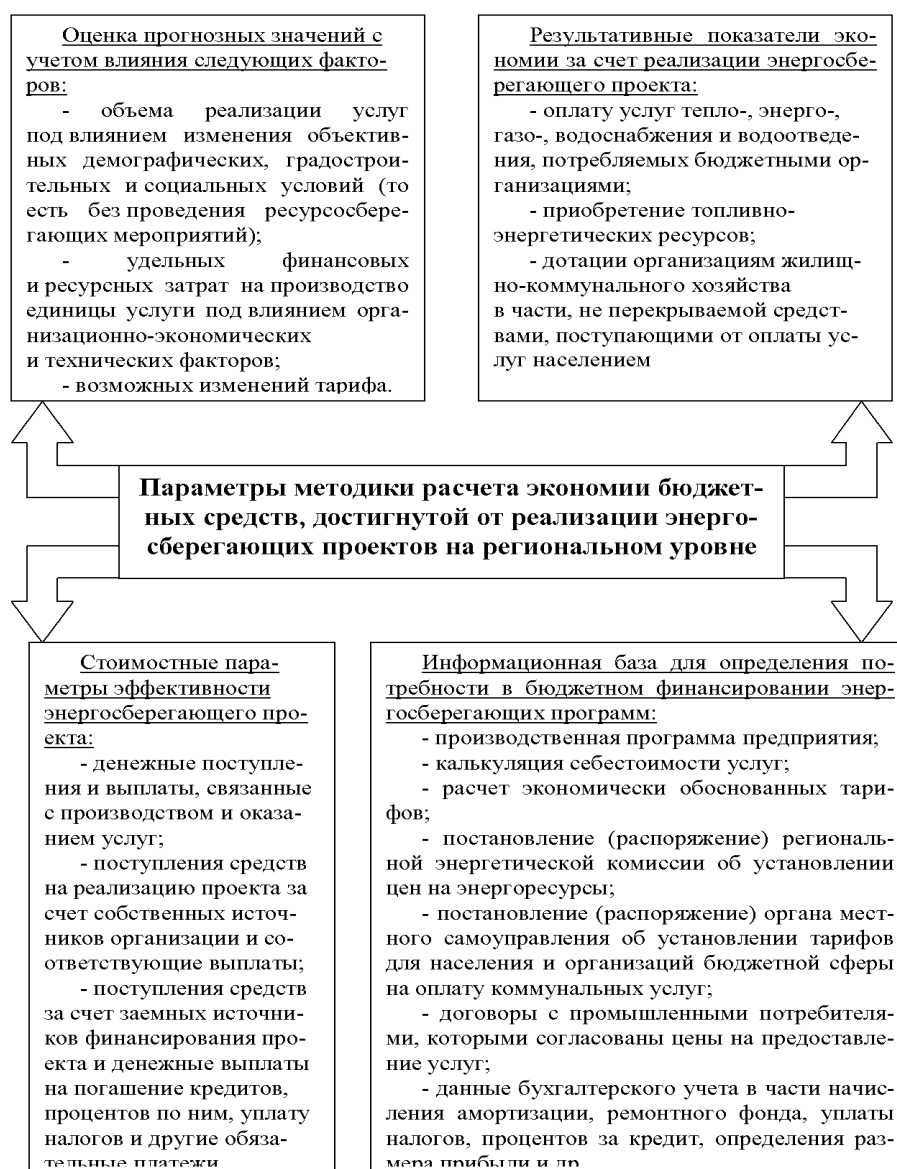 Оценка прогнозных значений с
учетом влияния следующих факто-
ров:
- объема реализации услуг
под влиянием изменения объектив-
ных демографических, градострои-
тельных и социальных условий (то
есть без проведения ресурсосбере-
гающих мероприятий);
- удельных финансовых
и ресурсных затрат на производство
единицы услуги под влиянием орга-
низационно-экономических
и технических факторов;
- возможных изменений тарифа.
Результативные показатели эко-
номии за счет реализации энергосбе-
регающего проекта:
- оплату услуг тепло-, энерго-,
газо-, водоснабжения и водоотведе-
ния, потребляемых бюджетными ор-
ганизациями;
- приобретение топливно-
энергетических ресурсов;
- дотации организациям жилищ-
но-коммунального хозяйства
в части, не перекрываемой средст-
вами, поступающими от оплаты ус-
луг населением
Параметры методики расчета экономии бюджет-
ных средств, достигнутой от реализации энерго-
сберегающих проектов на региональном уровне
Стоимостные пара-
метры эффективности
энергосберегающего про-
екта:
- денежные поступле-
ния и выплаты, связанные
с производством и оказа-
нием услуг;
- поступления средств
на реализацию проекта за
счет собственных источ-
ников организации и со-
ответствующие выплаты;
- поступления средств
за счет заемных источни-
ков финансирования про-
екта и денежные выплаты
на погашение кредитов,
процентов по ним, уплату
налогов и другие обяза-
тельные платежи
Информационная база для определения по-
требности в бюджетном финансировании энер-
госберегающих программ:
- производственная программа предприятия;
- калькуляция себестоимости услуг;
- расчет экономически обоснованных тари-
фов;
- постановление (распоряжение) региональ-
ной энергетической комиссии об установлении
цен на энергоресурсы;
- постановление (распоряжение) органа мест-
ного самоуправления об установлении тарифов
для населения и организаций бюджетной сферы
на оплату коммунальных услуг;
- договоры с промышленными потребителя-
ми, которыми согласованы цены на предоставле-
ние услуг;
- данные бухгалтерского учета в части начис-
ления амортизации, ремонтного фонда, уплаты
налогов, процентов за кредит, определения раз-
мера прибыли и др